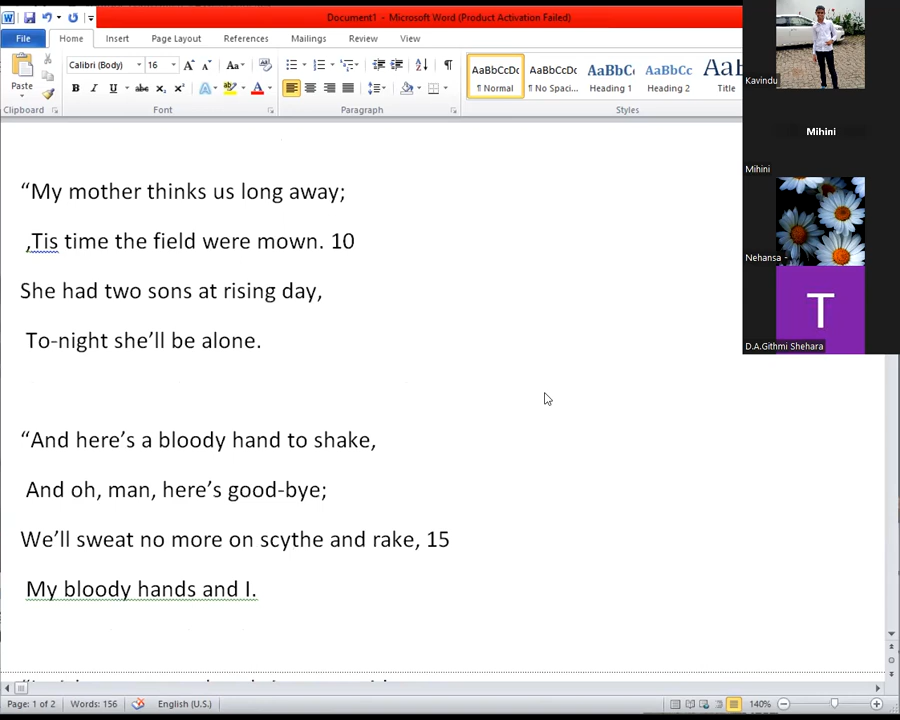 Document1 - Microsoft Word (Product Activation Failed)
File Home Insert Page Layout References Mailings Review View
Paste
Calibri (Body) 16 A A Aa
B I U abc x₂ x² A A
AaBbCcDc AaBbCcDc AaBbC AaBbCc AaB
¶ Normal ¶ No Spaci... Heading 1 Heading 2 Title
Clipboard Font Paragraph Styles
“My mother thinks us long away;
,Tis time the field were mown. 10
She had two sons at rising day,
To-night she’ll be alone.
“And here’s a bloody hand to shake,
And oh, man, here’s good-bye;
We’ll sweat no more on scythe and rake, 15
My bloody hands and I.
Kavindu
Mihini
Mihini
Nehansa -
T
D.A.Githmi Shehara
Page: 1 of 2 Words: 156 English (U.S.) 140%